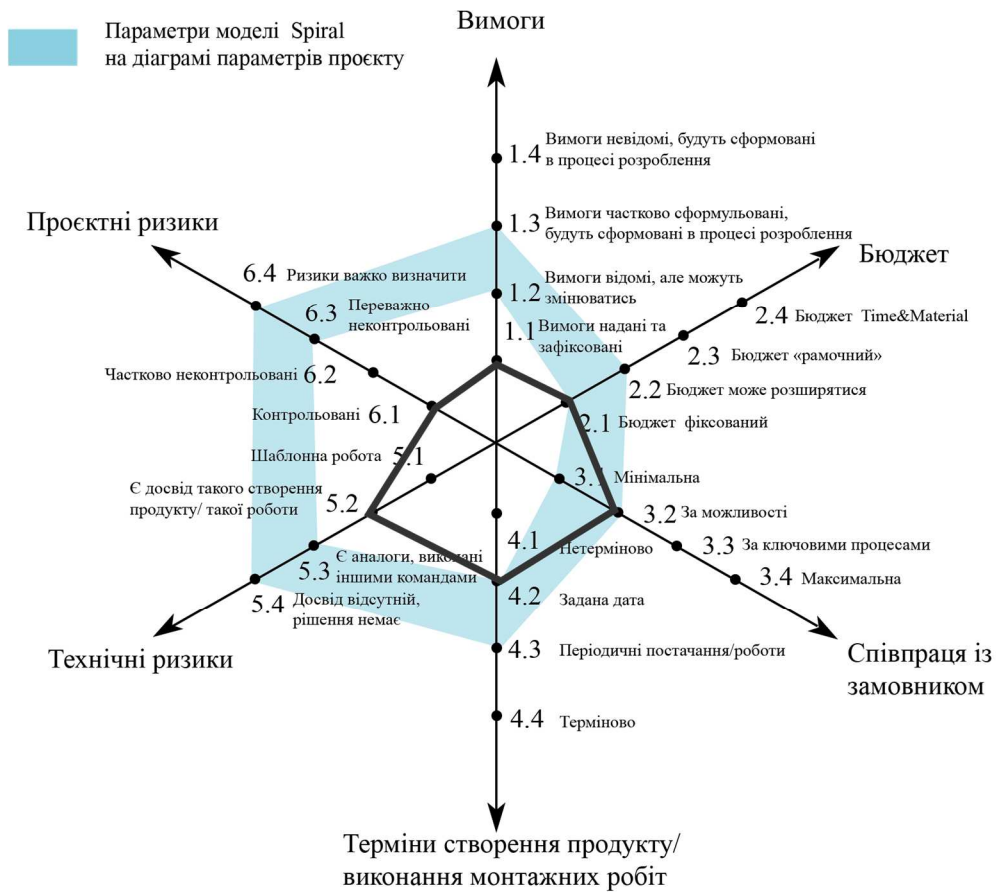 Параметри моделі Spiral
на діаграмі параметрів проєкту
Вимоги
1.4 Вимоги невідомі, будуть сформовані
в процесі розроблення
1.3 Вимоги частково сформульовані,
будуть сформовані в процесі розроблення
1.2 Вимоги відомі, але можуть
змінюватись
1.1 Вимоги надані та
зафіксовані
Бюджет
2.4 Бюджет Time&Material
2.3 Бюджет «рамочний»
2.2 Бюджет може розширятися
2.1 Бюджет фіксований
3.1 Мінімальна
3.2 За можливості
3.3 За ключовими процесами
3.4 Максимальна
Співпраця із
замовником
4.1 Нетерміново
4.2 Задана дата
4.3 Періодичні постачання/роботи
4.4 Терміново
Терміни створення продукту/
виконання монтажних робіт
Проєктні ризики
6.4 Ризики важко визначити
6.3 Переважно
неконтрольовані
Частково неконтрольовані 6.2
Контрольовані 6.1
Шаблонна робота 5.1
Є досвід такого створення
продукту/ такої роботи 5.2
5.3 Є аналоги, виконані
іншими командами
5.4 Досвід відсутній,
рішення немає
Технічні ризики